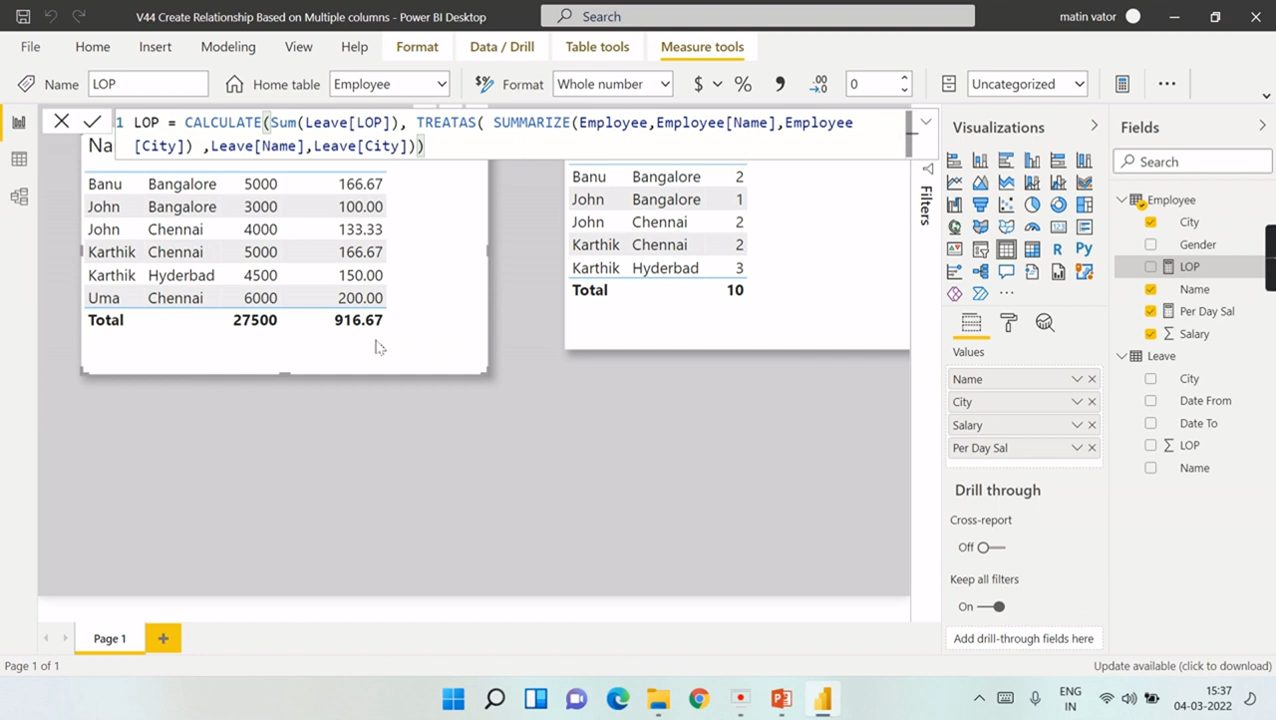 V44 Create Relationship Based on Multiple columns - Power BI Desktop
Search
matin vator
File Home Insert Modeling View Help Format Data / Drill Table tools Measure tools
Name LOP Home table Employee Format Whole number $ % 0 Uncategorized
1 LOP = CALCULATE(Sum(Leave[LOP]), TREATAS( SUMMARIZE(Employee,Employee[Name],Employee
[City]) ,Leave[Name],Leave[City]))
Na
Banu Bangalore 5000 166.67
John Bangalore 3000 100.00
John Chennai 4000 133.33
Karthik Chennai 5000 166.67
Karthik Hyderbad 4500 150.00
Uma Chennai 6000 200.00
Total 27500 916.67
Banu Bangalore 2
John Bangalore 1
John Chennai 2
Karthik Chennai 2
Karthik Hyderbad 3
Total 10
Filters
Visualizations
R
Py
Values
Name
City
Salary
Per Day Sal
Drill through
Cross-report
Off
Keep all filters
On
Add drill-through fields here
Fields
Search
Employee
City
Gender
LOP
Name
Per Day Sal
Salary
Leave
City
Date From
Date To
LOP
Name
Page 1
Page 1 of 1
Update available (click to download)
ENG
IN
15:37
04-03-2022